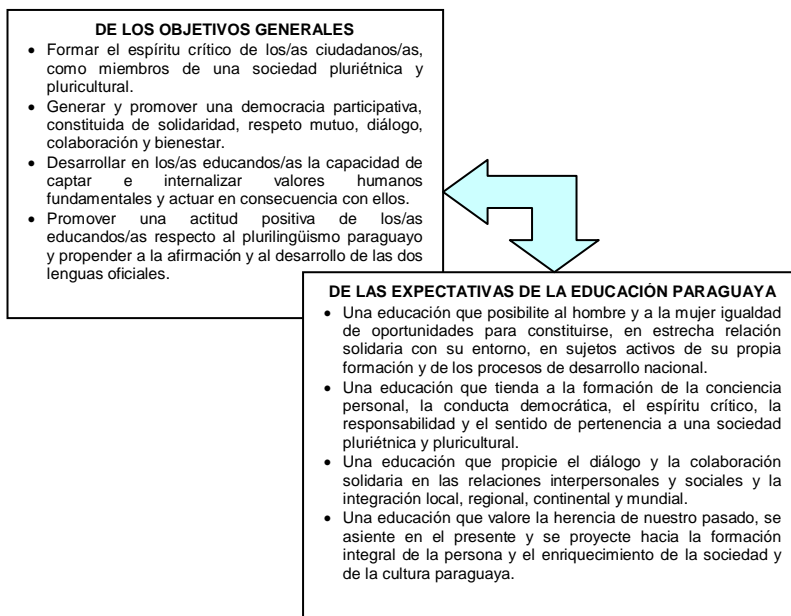 DE LOS OBJETIVOS GENERALES
• Formar el espíritu crítico de los/as ciudadanos/as,
como miembros de una sociedad pluriétnica y
pluricultural.
• Generar y promover una democracia participativa,
constituida de solidaridad, respeto mutuo, diálogo,
colaboración y bienestar.
• Desarrollar en los/as educandos/as la capacidad de
captar e internalizar valores humanos
fundamentales y actuar en consecuencia con ellos.
• Promover una actitud positiva de los/as
educandos/as respecto al plurilingüismo paraguayo
y propender a la afirmación y al desarrollo de las dos
lenguas oficiales.
DE LAS EXPECTATIVAS DE LA EDUCACIÓN PARAGUAYA
• Una educación que posibilite al hombre y a la mujer igualdad
de oportunidades para constituirse, en estrecha relación
solidaria con su entorno, en sujetos activos de su propia
formación y de los procesos de desarrollo nacional.
• Una educación que tienda a la formación de la conciencia
personal, la conducta democrática, el espíritu crítico, la
responsabilidad y el sentido de pertenencia a una sociedad
pluriétnica y pluricultural.
• Una educación que propicie el diálogo y la colaboración
solidaria en las relaciones interpersonales y sociales y la
integración local, regional, continental y mundial.
• Una educación que valore la herencia de nuestro pasado, se
asiente en el presente y se proyecte hacia la formación
integral de la persona y el enriquecimiento de la sociedad y
de la cultura paraguaya.